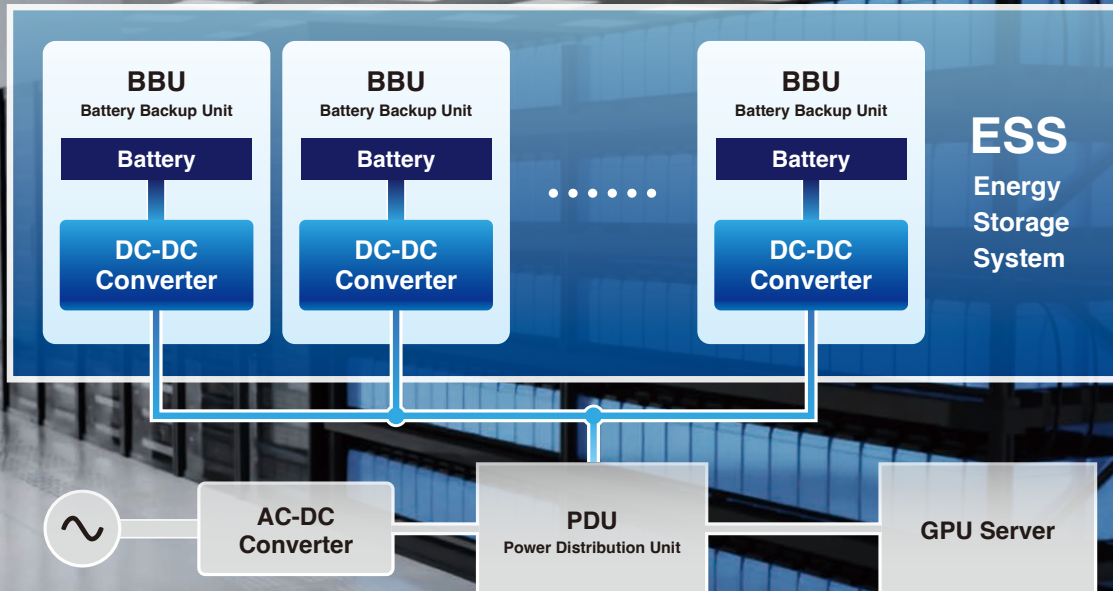 BBU
Battery Backup Unit
Battery
DC-DC
Converter
BBU
Battery Backup Unit
Battery
DC-DC
Converter
......
BBU
Battery Backup Unit
Battery
DC-DC
Converter
ESS
Energy
Storage
System
AC-DC
Converter
PDU
Power Distribution Unit
GPU Server